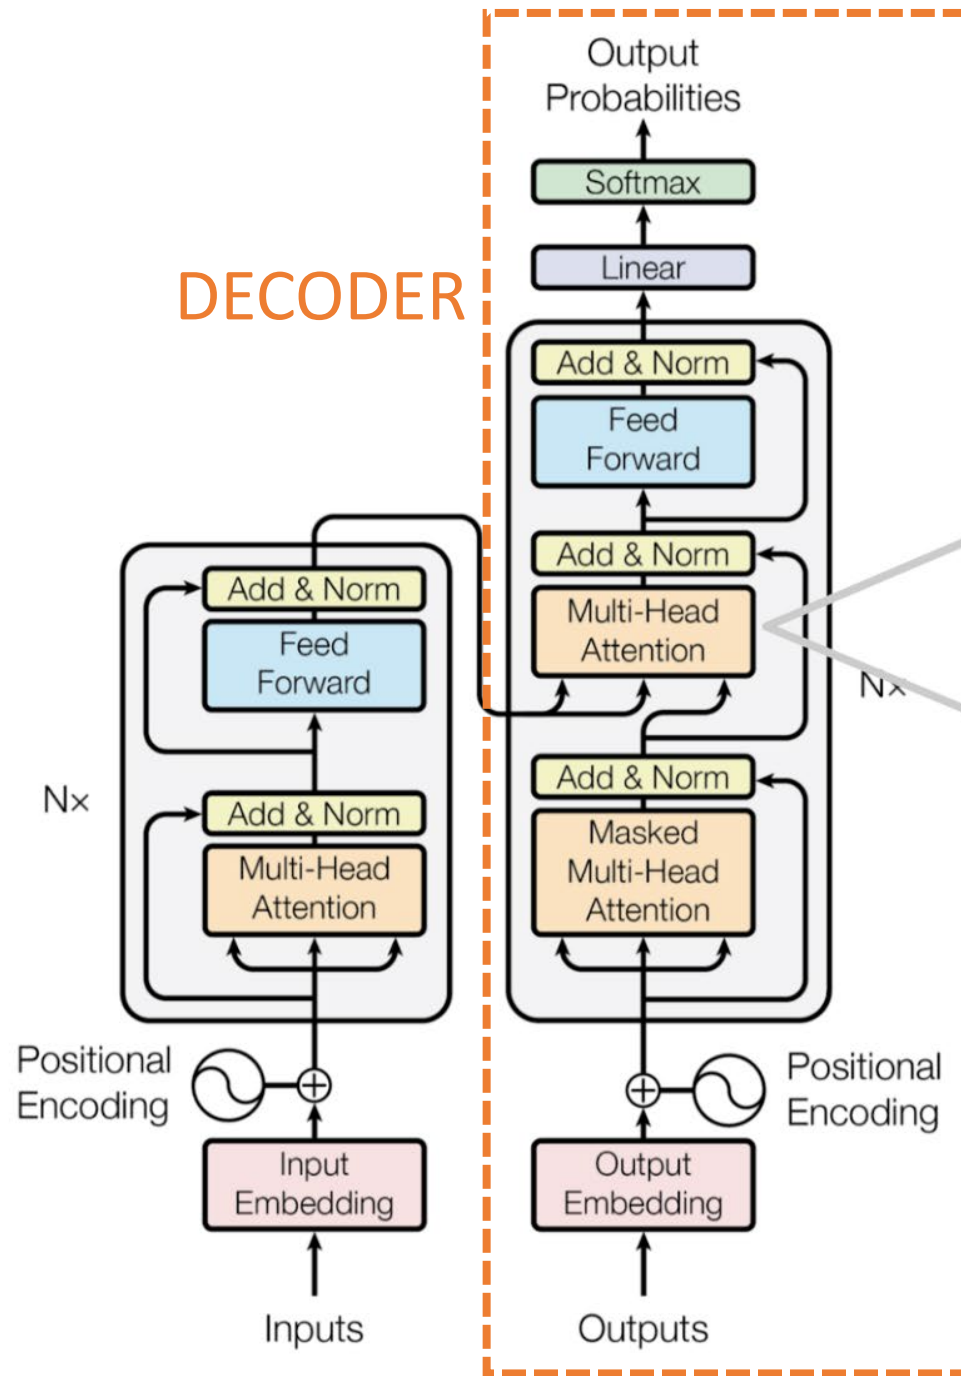 Output
Probabilities
Softmax
Linear
DECODER
Add & Norm
Feed
Forward
Add & Norm
Multi-Head
Attention
Nx
Add & Norm
Masked
Multi-Head
Attention
Positional
Encoding
Output
Embedding
Outputs
Add & Norm
Feed
Forward
Nx
Add & Norm
Multi-Head
Attention
Positional
Encoding
Input
Embedding
Inputs